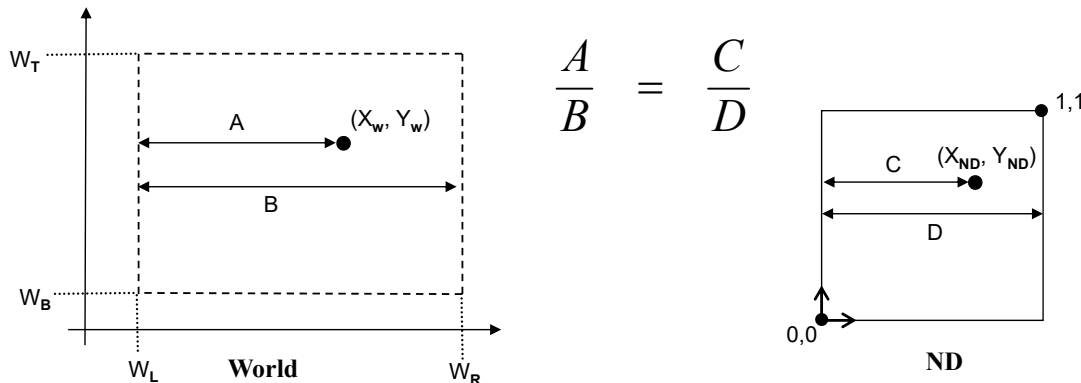 W_T
A
(X_w, Y_w)
B
W_B
W_L
World
W_R
A/B = C/D
1,1
(X_ND, Y_ND)
C
D
0,0
ND